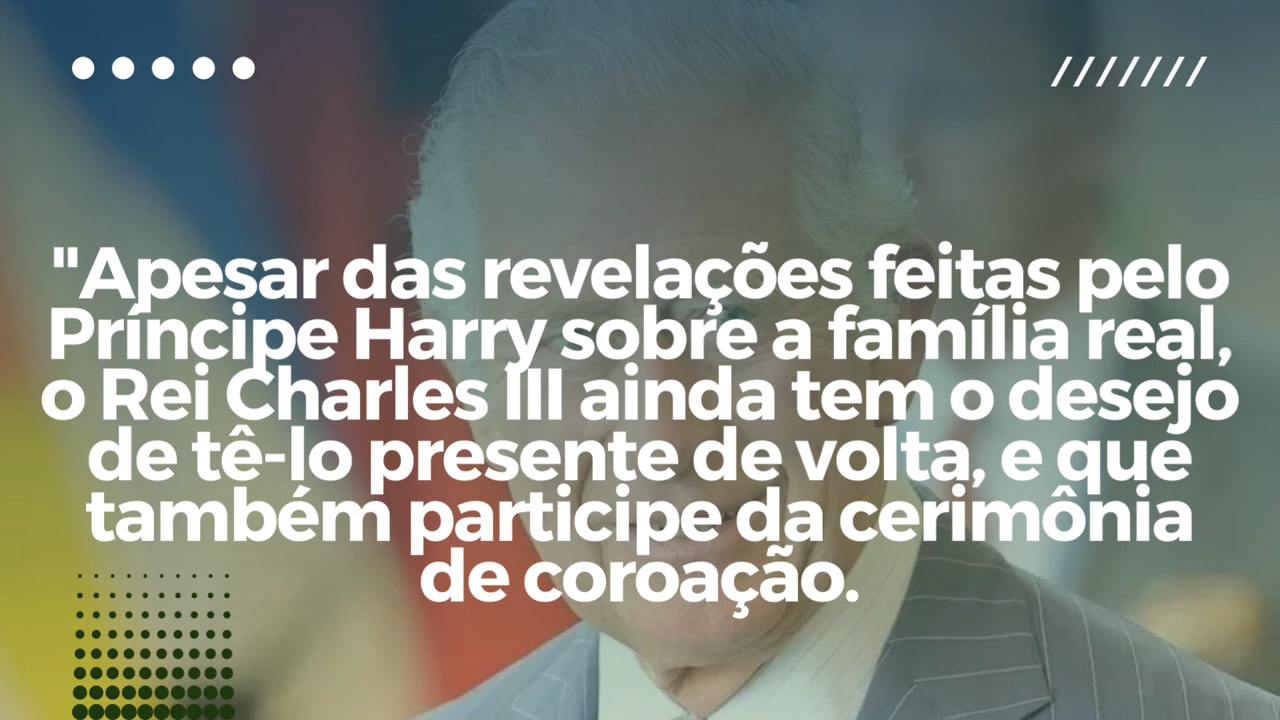 "Apesar das revelações feitas pelo
Príncipe Harry sobre a família real,
o Rei Charles III ainda tem o desejo
de tê-lo presente de volta, e que
também participe da cerimônia
de coroação.